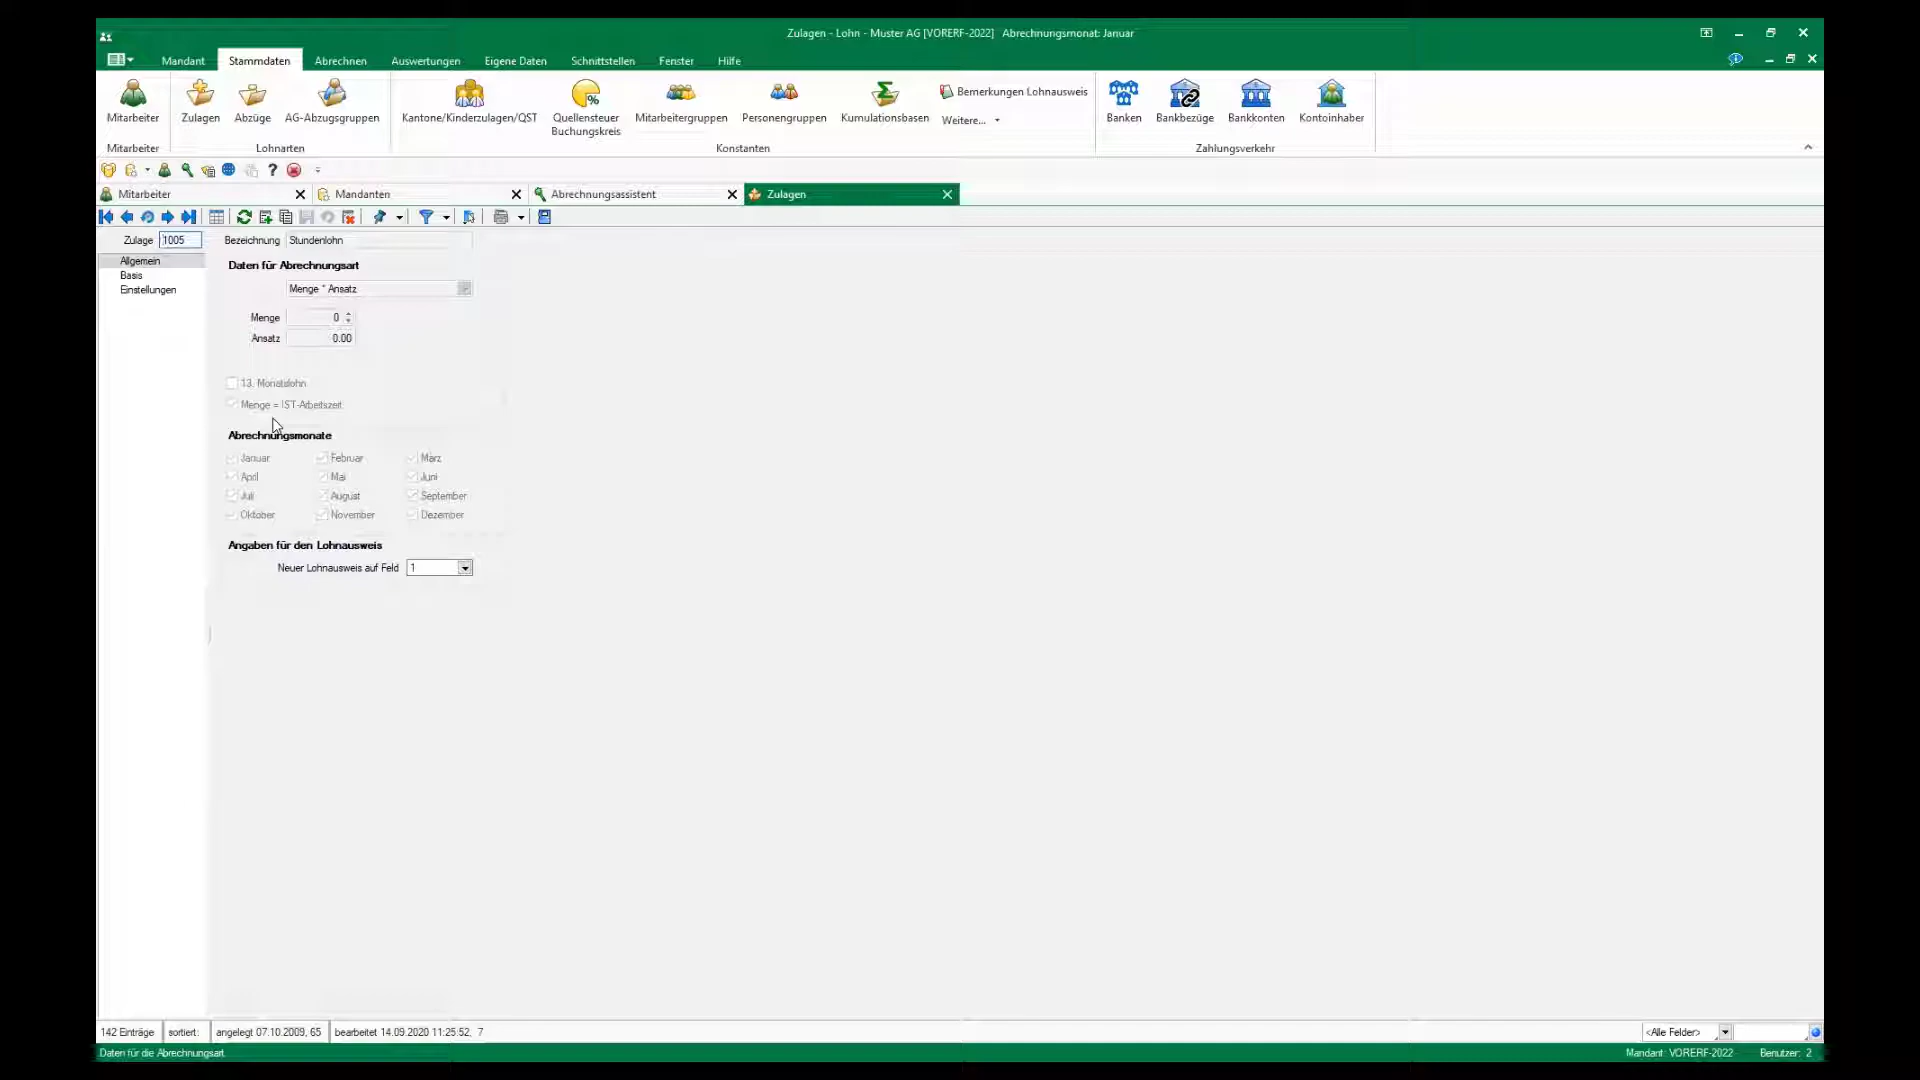 Zulagen - Lohn - Muster AG [VORERF-2022] Abrechnungsmonat: Januar
Mandant Stammdaten Abrechnen Auswertungen Eigene Daten Schnittstellen Fenster Hilfe
Mitarbeiter Zulagen Abzüge AG-Abzugsgruppen Kantone/Kinderzulagen/QST Quellensteuer Buchungskreis Mitarbeitergruppen Personengruppen Kumulationsbasen Bemerkungen Lohnausweis Weitere... Banken Bankbezüge Bankkonten Kontoinhaber
Mitarbeiter Lohnarten Konstanten Zahlungsverkehr
Mitarbeiter Mandanten Abrechnungsassistent Zulagen
Zulage 1005 Bezeichnung Stundenlohn
Allgemein
Basis
Einstellungen
Daten für Abrechnungsart
Menge * Ansatz
Menge 0
Ansatz 0.00
13. Monatslohn
Menge = IST-Arbeitszeit
Abrechnungsmonate
Januar Februar März
April Mai Juni
Juli August September
Oktober November Dezember
Angaben für den Lohnausweis
Neuer Lohnausweis auf Feld 1
142 Einträge sortiert: angelegt 07.10.2009, 65 bearbeitet 14.09.2020 11:25:52, 7 <Alle Felder>
Daten für die Abrechnungsart. Mandant: VORERF-2022 Benutzer: 2